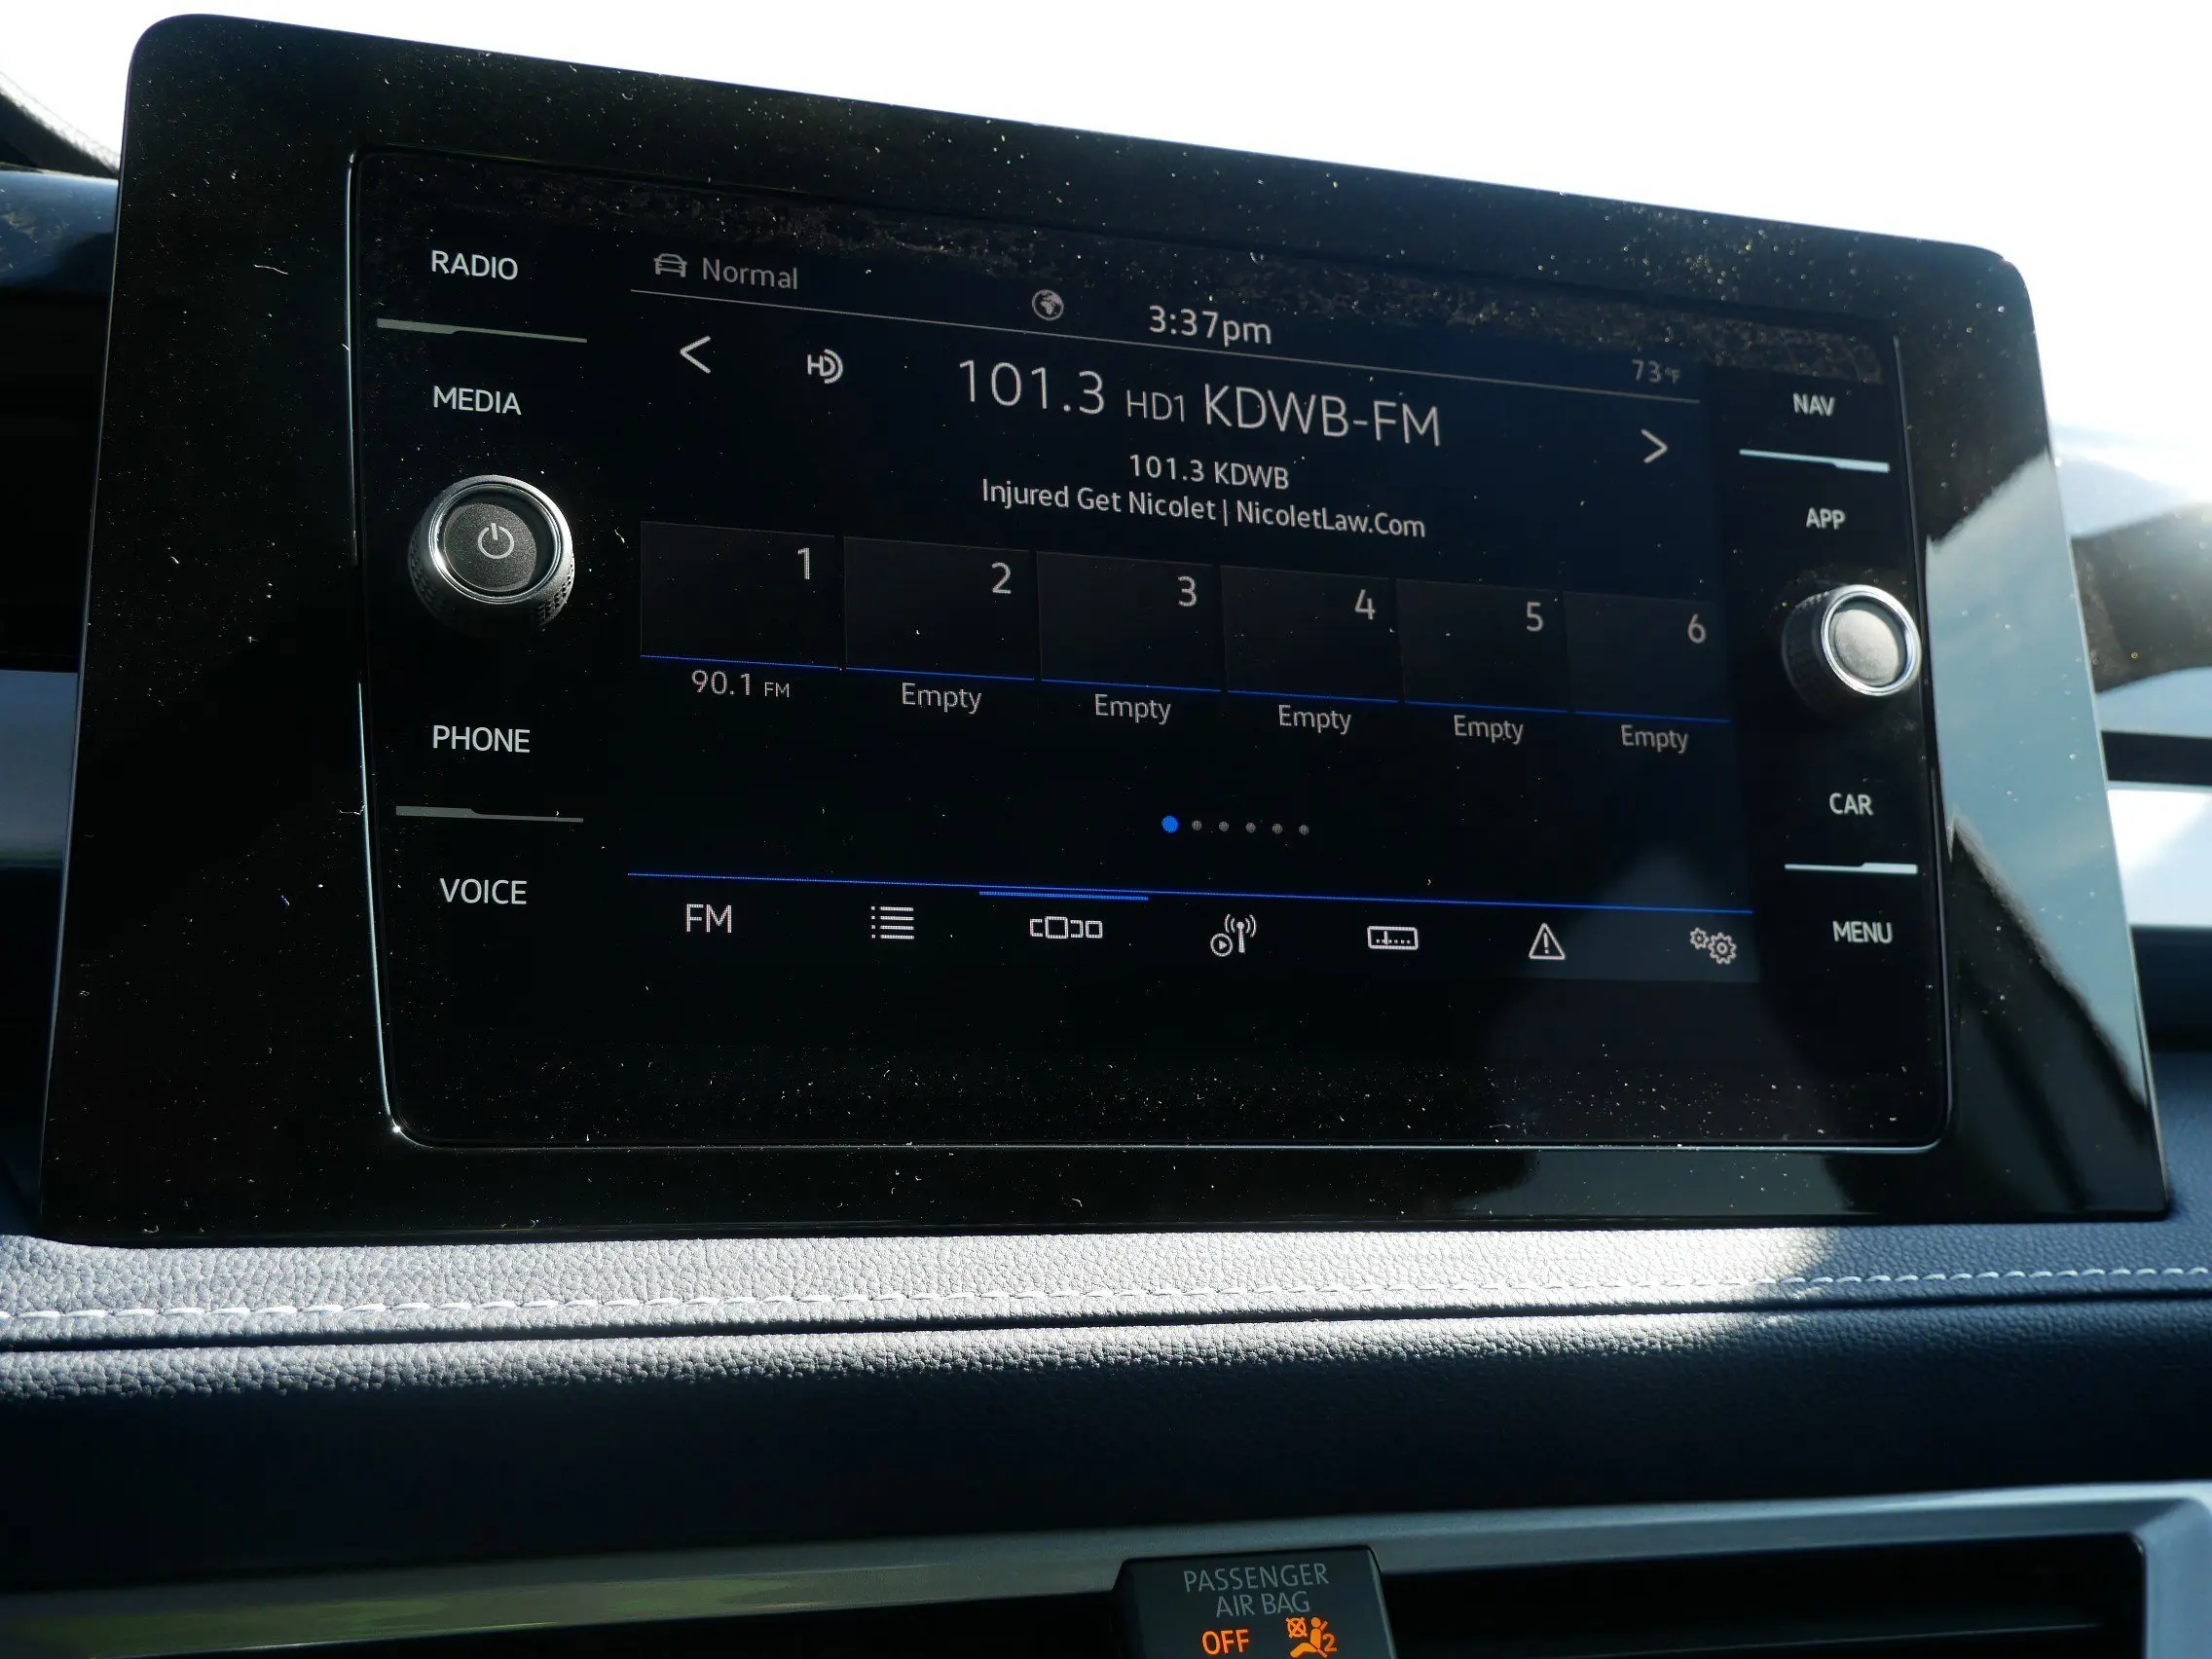 RADIO
MEDIA
PHONE
VOICE
Normal
3:37pm
73°F
HD
101.3 HD1 KDWB-FM
101.3 KDWB
Injured Get Nicolet | NicoletLaw.Com
1 2 3 4 5 6
90.1 FM Empty Empty Empty Empty Empty
FM
NAV
APP
CAR
MENU
PASSENGER
AIR BAG
OFF 2